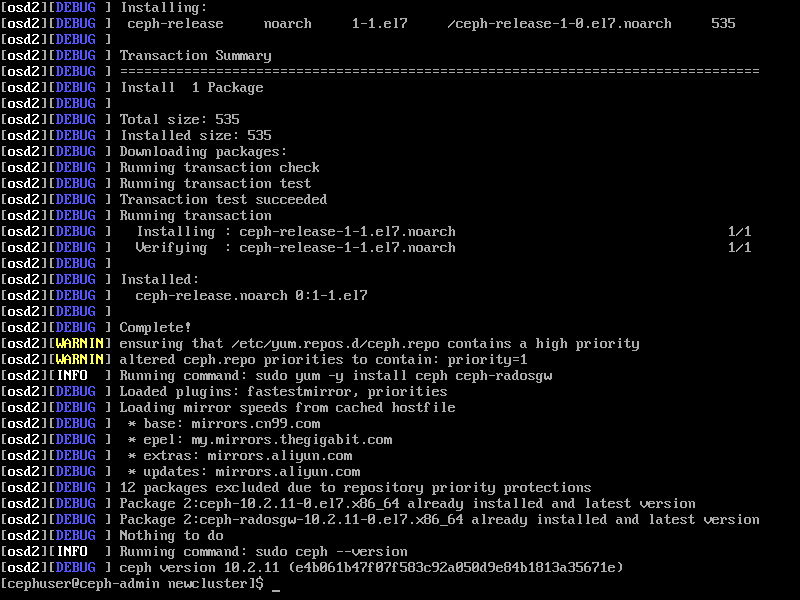 [osd2][DEBUG ] Installing:
[osd2][DEBUG ]  ceph-release     noarch     1-1.el7     /ceph-release-1-0.el7.noarch     535
[osd2][DEBUG ]
[osd2][DEBUG ] Transaction Summary
[osd2][DEBUG ] ================================================================================
[osd2][DEBUG ] Install  1 Package
[osd2][DEBUG ]
[osd2][DEBUG ] Total size: 535
[osd2][DEBUG ] Installed size: 535
[osd2][DEBUG ] Downloading packages:
[osd2][DEBUG ] Running transaction check
[osd2][DEBUG ] Running transaction test
[osd2][DEBUG ] Transaction test succeeded
[osd2][DEBUG ] Running transaction
[osd2][DEBUG ]   Installing : ceph-release-1-1.el7.noarch                                  1/1
[osd2][DEBUG ]   Verifying  : ceph-release-1-1.el7.noarch                                  1/1
[osd2][DEBUG ]
[osd2][DEBUG ] Installed:
[osd2][DEBUG ]   ceph-release.noarch 0:1-1.el7
[osd2][DEBUG ]
[osd2][DEBUG ] Complete!
[osd2][WARNIN] ensuring that /etc/yum.repos.d/ceph.repo contains a high priority
[osd2][WARNIN] altered ceph.repo priorities to contain: priority=1
[osd2][INFO  ] Running command: sudo yum -y install ceph ceph-radosgw
[osd2][DEBUG ] Loaded plugins: fastestmirror, priorities
[osd2][DEBUG ] Loading mirror speeds from cached hostfile
[osd2][DEBUG ]  * base: mirrors.cn99.com
[osd2][DEBUG ]  * epel: my.mirrors.thegigabit.com
[osd2][DEBUG ]  * extras: mirrors.aliyun.com
[osd2][DEBUG ]  * updates: mirrors.aliyun.com
[osd2][DEBUG ] 12 packages excluded due to repository priority protections
[osd2][DEBUG ] Package 2:ceph-10.2.11-0.el7.x86_64 already installed and latest version
[osd2][DEBUG ] Package 2:ceph-radosgw-10.2.11-0.el7.x86_64 already installed and latest version
[osd2][DEBUG ] Nothing to do
[osd2][INFO  ] Running command: sudo ceph --version
[osd2][DEBUG ] ceph version 10.2.11 (e4b061b47f07f583c92a050d9e84b1813a35671e)
[cephuser@ceph-admin newcluster]$ _